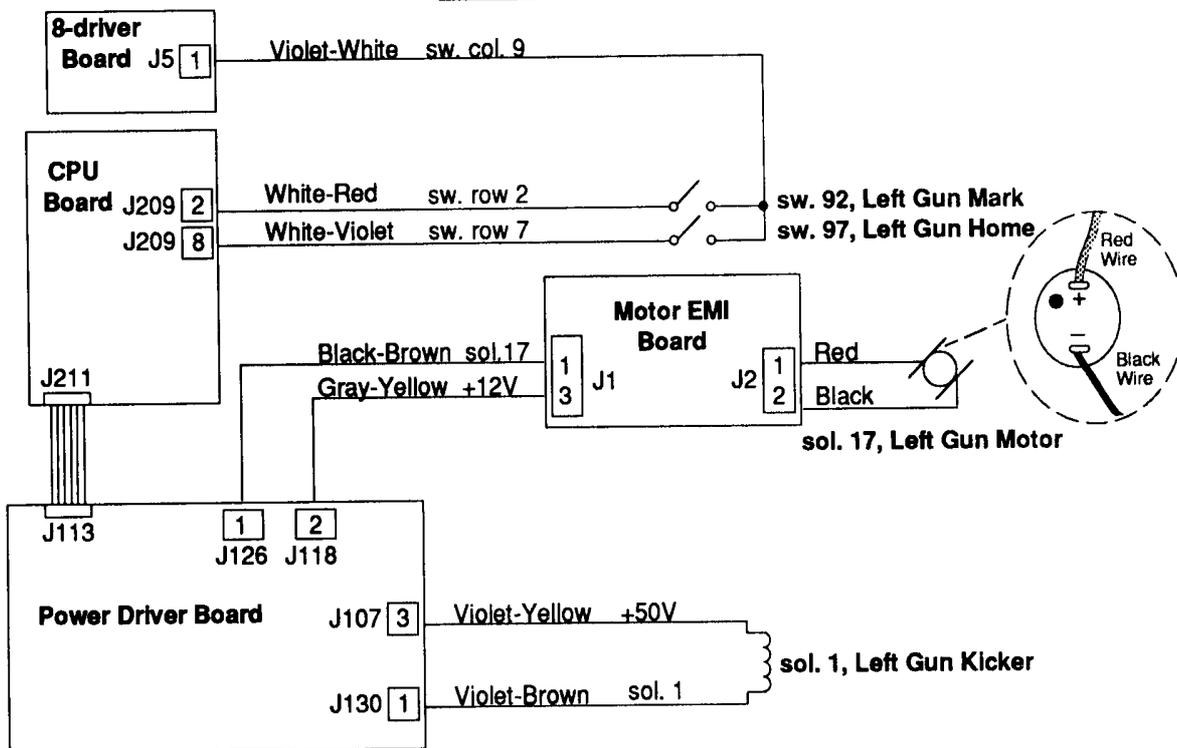 8-driver
Board J5 1
Violet-White sw. col. 9
CPU
Board J209 2
J209 8
White-Red sw. row 2
White-Violet sw. row 7
sw. 92, Left Gun Mark
sw. 97, Left Gun Home
Red
Wire
+
–
Black
Wire
Motor EMI
Board
Black-Brown sol.17
Gray-Yellow +12V
1
3
J1
J2
1
2
Red
Black
sol. 17, Left Gun Motor
J211
J113
1
J126
2
J118
Power Driver Board
J107 3
Violet-Yellow +50V
sol. 1, Left Gun Kicker
J130 1
Violet-Brown sol. 1